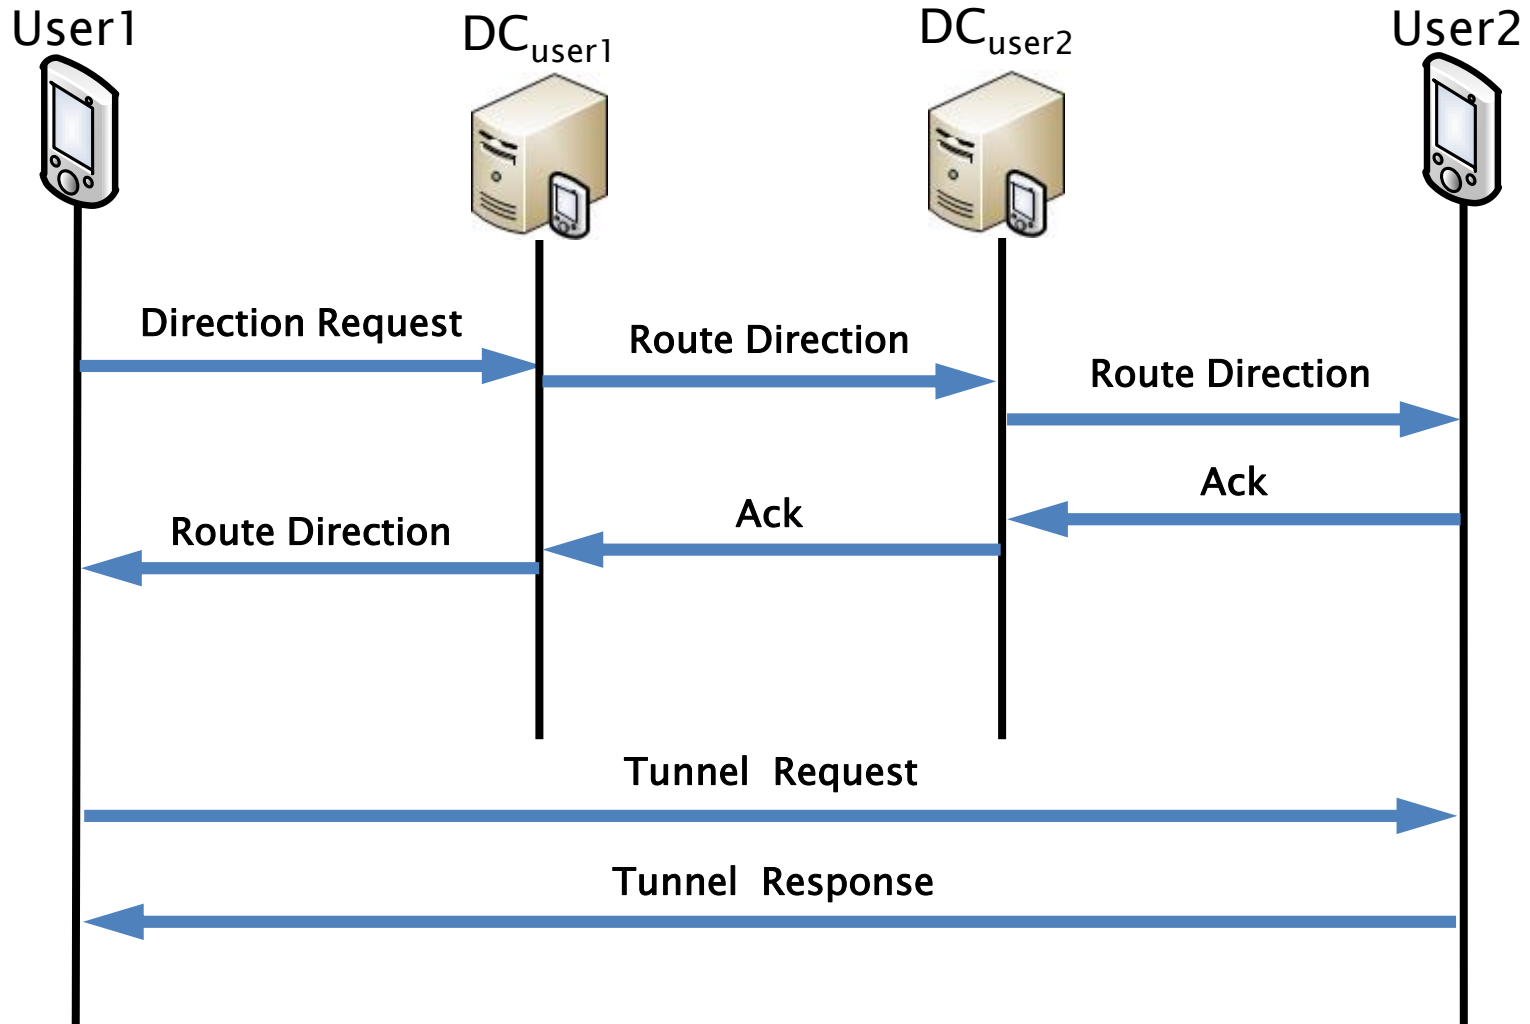 User1
DCuser1
DCuser2
User2
Direction Request
Route Direction
Route Direction
Ack
Ack
Route Direction
Tunnel Request
Tunnel Response